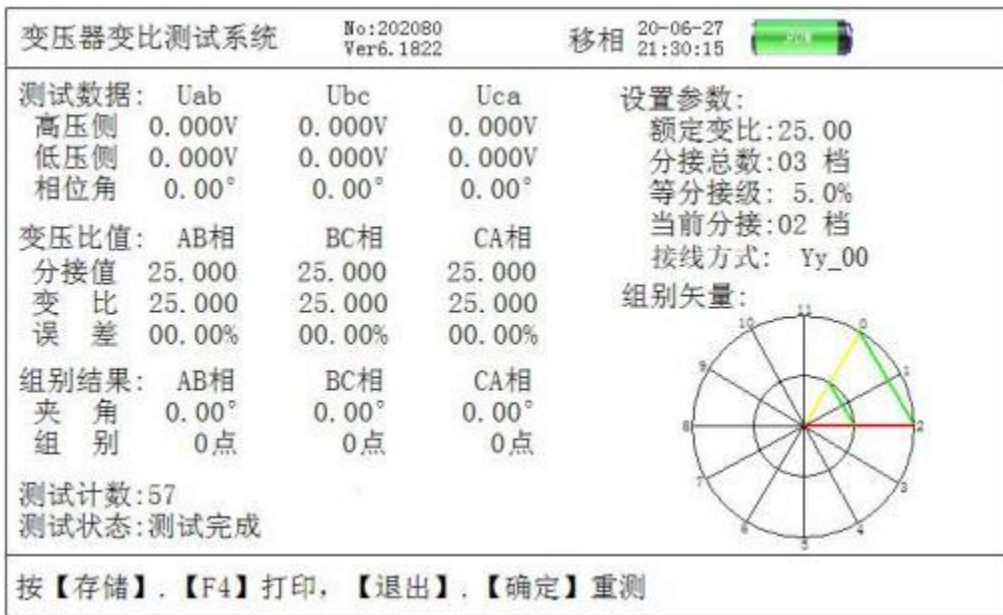 变压器变比测试系统 No:202080 Ver6.1822 移相 20-06-27 21:30:15
测试数据: Uab Ubc Uca
高压侧 0.000V 0.000V 0.000V
低压侧 0.000V 0.000V 0.000V
相位角 0.00° 0.00° 0.00°
变压比值: AB相 BC相 CA相
分接值 25.000 25.000 25.000
变 比 25.000 25.000 25.000
误 差 00.00% 00.00% 00.00%
组别结果: AB相 BC相 CA相
夹 角 0.00° 0.00° 0.00°
组 别 0点 0点 0点
测试计数:57
测试状态:测试完成
设置参数:
额定变比:25.00
分接总数:03 档
等分接级: 5.0%
当前分接:02 档
接线方式: Yy_00
组别矢量:
11
0
1
2
3
4
5
6
7
8
9
10
按【存储】.【F4】打印，【退出】.【确定】重测